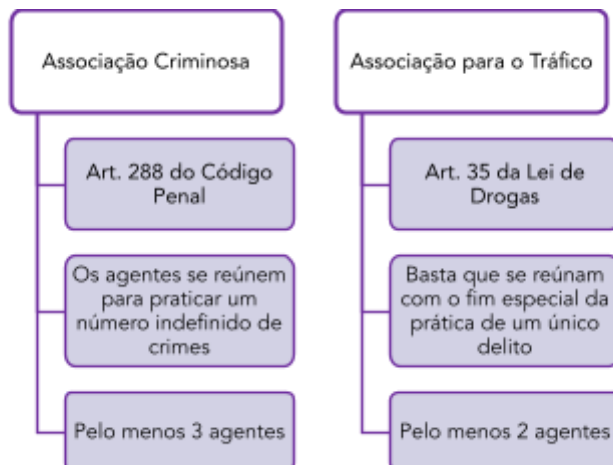 Associação Criminosa
Art. 288 do Código
Penal
Os agentes se reúnem
para praticar um
número indefinido de
crimes
Pelo menos 3 agentes
Associação para o Tráfico
Art. 35 da Lei de
Drogas
Basta que se reúnam
com o fim especial da
prática de um único
delito
Pelo menos 2 agentes